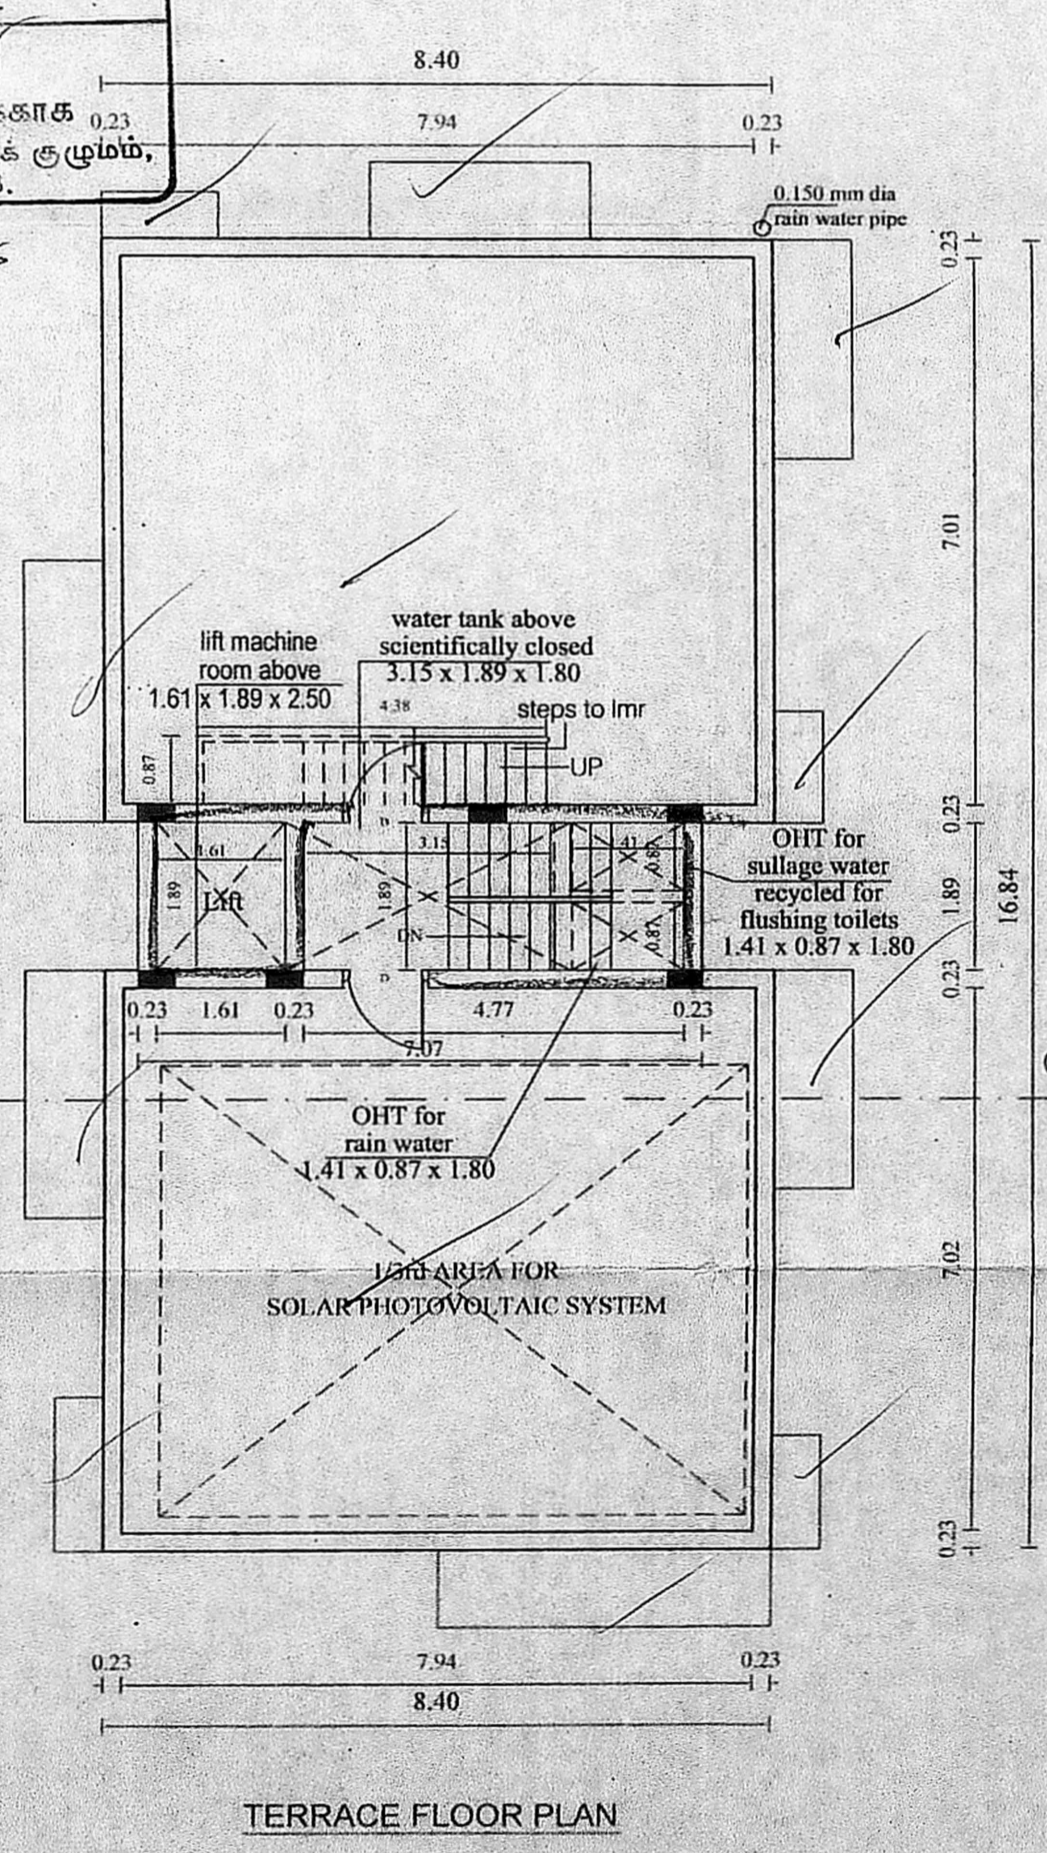 8.40
0.23
7.94
0.23
க் குழுமம்,
0.150 mm dia
rain water pipe
0.23
7.01
lift machine
room above
1.61 x 1.89 x 2.50
water tank above
scientifically closed
3.15 x 1.89 x 1.80
4.38
steps to lmr
UP
0.87
D
0.23
1.61
3.15
.41
0.87
OHT for
sullage water
recycled for
flushing toilets
1.41 x 0.87 x 1.80
1.89
Lift
1.89
1.89
16.84
DN
0.87
D
0.23
0.23
1.61
0.23
4.77
0.23
7.07
OHT for
rain water
1.41 x 0.87 x 1.80
7.02
1/3rd AREA FOR
SOLAR PHOTOVOLTAIC SYSTEM
0.23
0.23
7.94
0.23
8.40
TERRACE FLOOR PLAN